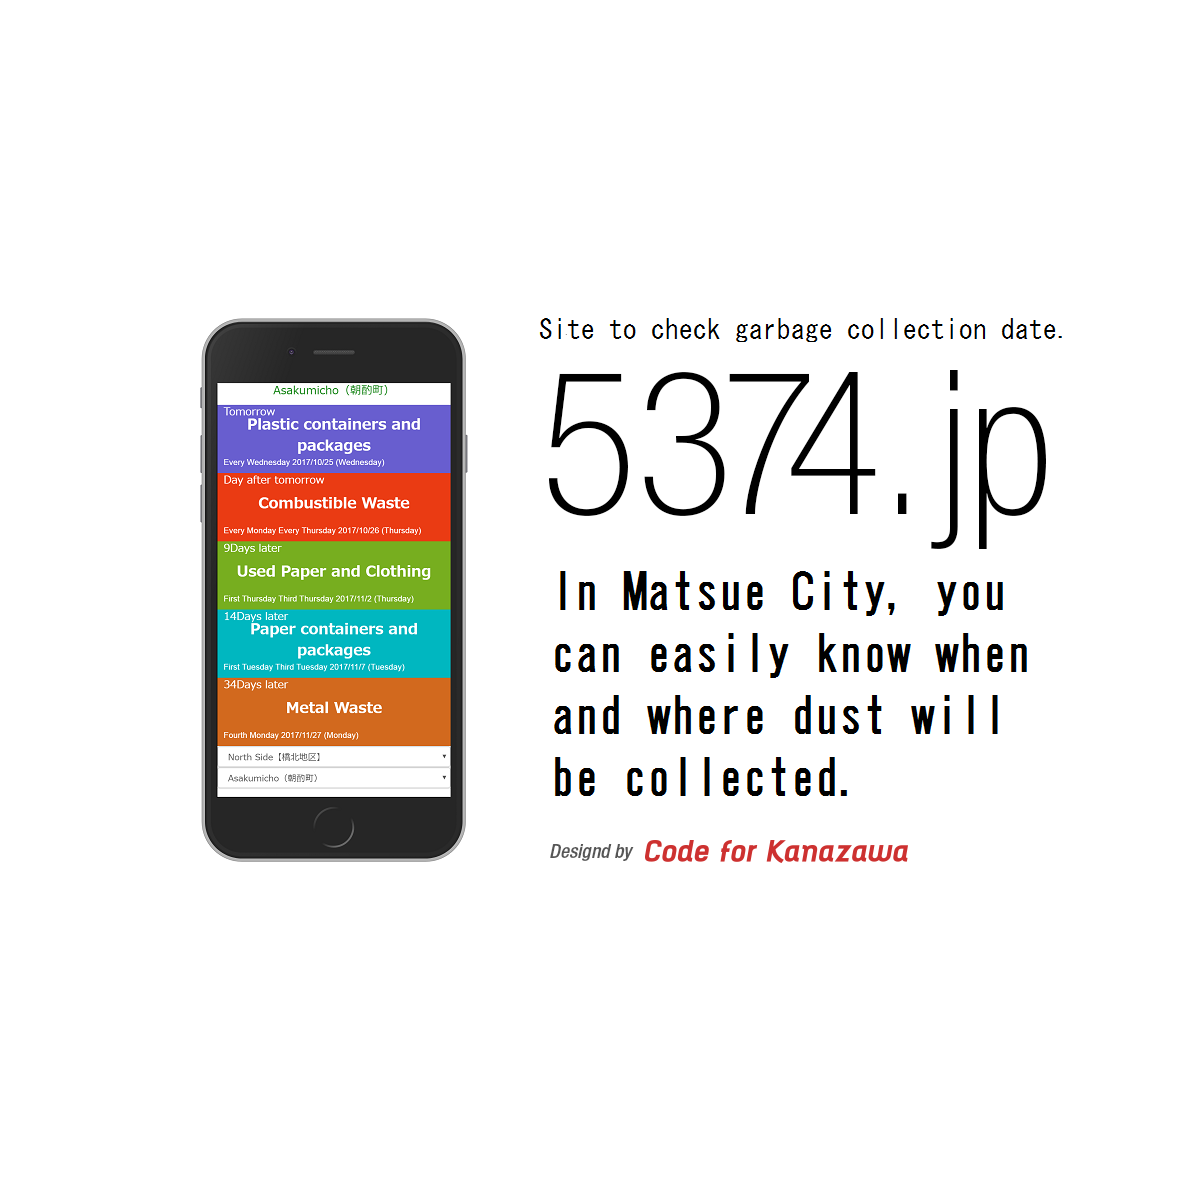 Asakumicho（朝酌町）
Tomorrow
Plastic containers and
packages
Every Wednesday 2017/10/25 (Wednesday)
Day after tomorrow
Combustible Waste
Every Monday Every Thursday 2017/10/26 (Thursday)
9Days later
Used Paper and Clothing
First Thursday Third Thursday 2017/11/2 (Thursday)
14Days later
Paper containers and
packages
First Tuesday Third Tuesday 2017/11/7 (Tuesday)
34Days later
Metal Waste
Fourth Monday 2017/11/27 (Monday)
North Side【橋北地区】
Asakumicho（朝酌町）
Site to check garbage collection date.
5374.jp
In Matsue City, you
can easily know when
and where dust will
be collected.
Designd by Code for Kanazawa